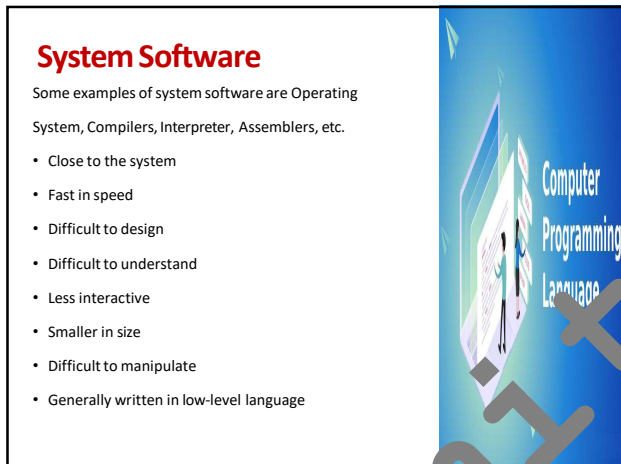 System Software
Some examples of system software are Operating
System, Compilers, Interpreter, Assemblers, etc.
• Close to the system
• Fast in speed
• Difficult to design
• Difficult to understand
• Less interactive
• Smaller in size
• Difficult to manipulate
• Generally written in low-level language
Computer
Programming
Language